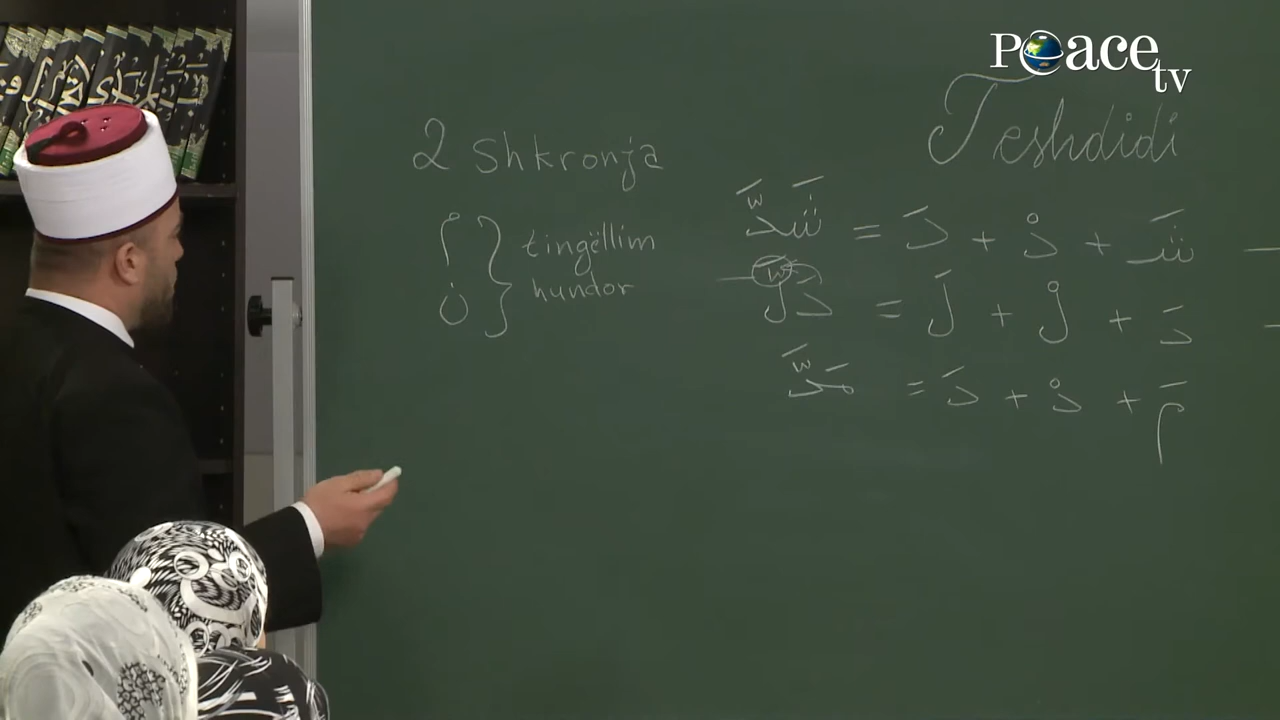 Peace tv
Teshdidi
2 Shkronja
م } tingëllim
ن } hundor
شَدَّ = دَ + دْ + شَـ
دَلَّ = لَ + لْ + دَ
مَدَّ = دَ + دْ + مَ